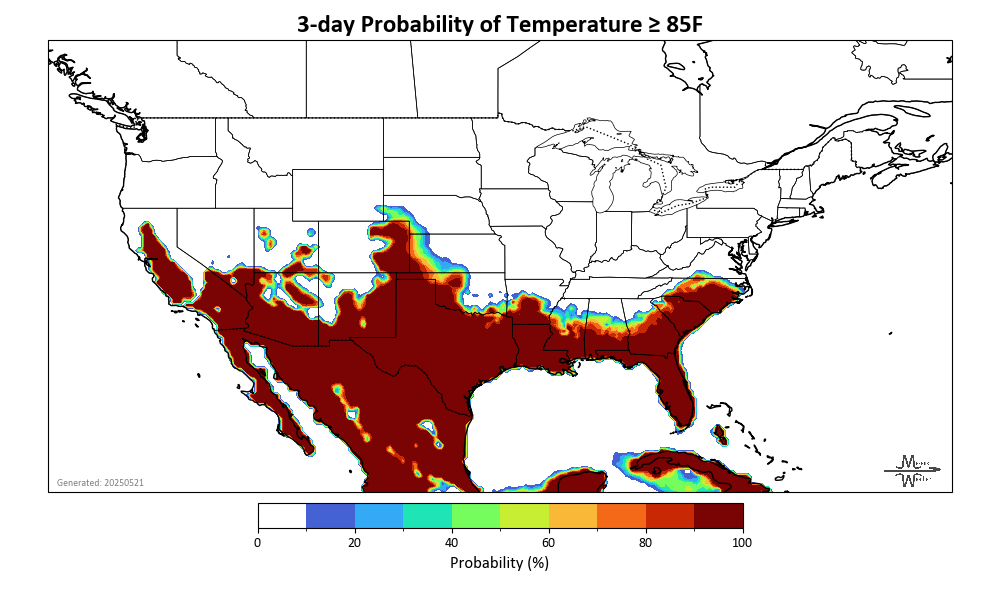 3-day Probability of Temperature ≥ 85F
Generated: 20250521
0 20 40 60 80 100
Probability (%)